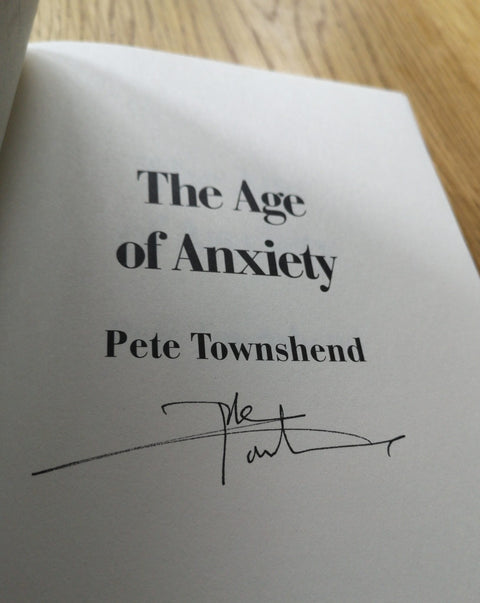 The Age
of Anxiety
Pete Townshend